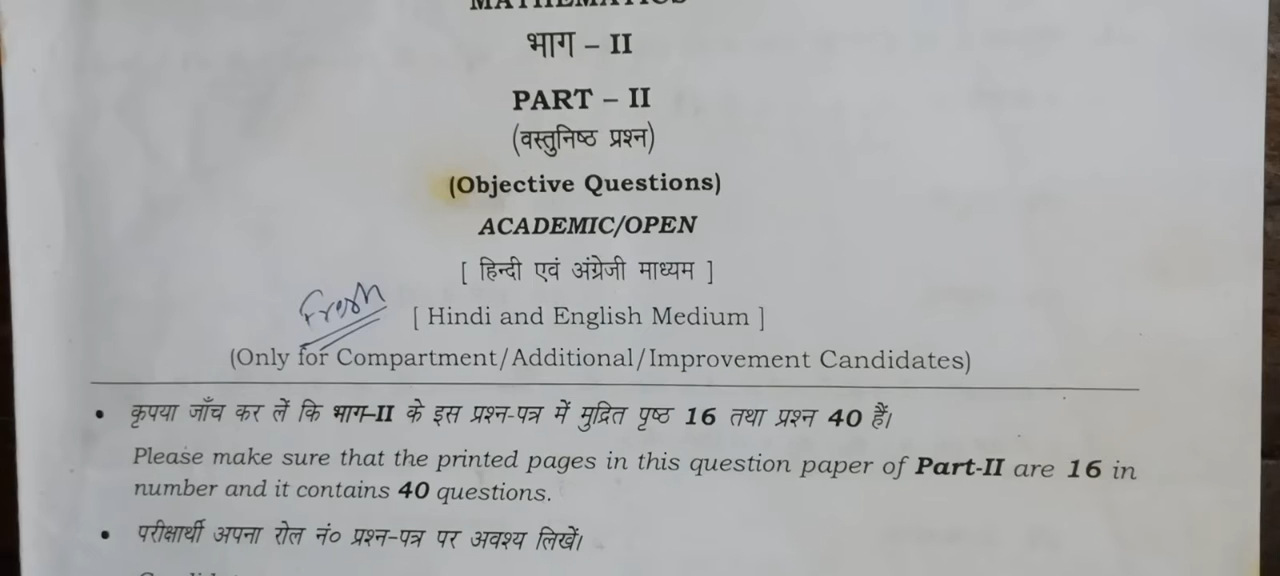 MATHEMATICS
भाग – II
PART – II
(वस्तुनिष्ठ प्रश्न)
(Objective Questions)
ACADEMIC/OPEN
[ हिन्दी एवं अंग्रेजी माध्यम ]
Fresh
[ Hindi and English Medium ]
(Only for Compartment/Additional/Improvement Candidates)
• कृपया जाँच कर लें कि भाग-II के इस प्रश्न-पत्र में मुद्रित पृष्ठ 16 तथा प्रश्न 40 हैं।
Please make sure that the printed pages in this question paper of Part-II are 16 in
number and it contains 40 questions.
• परीक्षार्थी अपना रोल नं० प्रश्न-पत्र पर अवश्य लिखें।